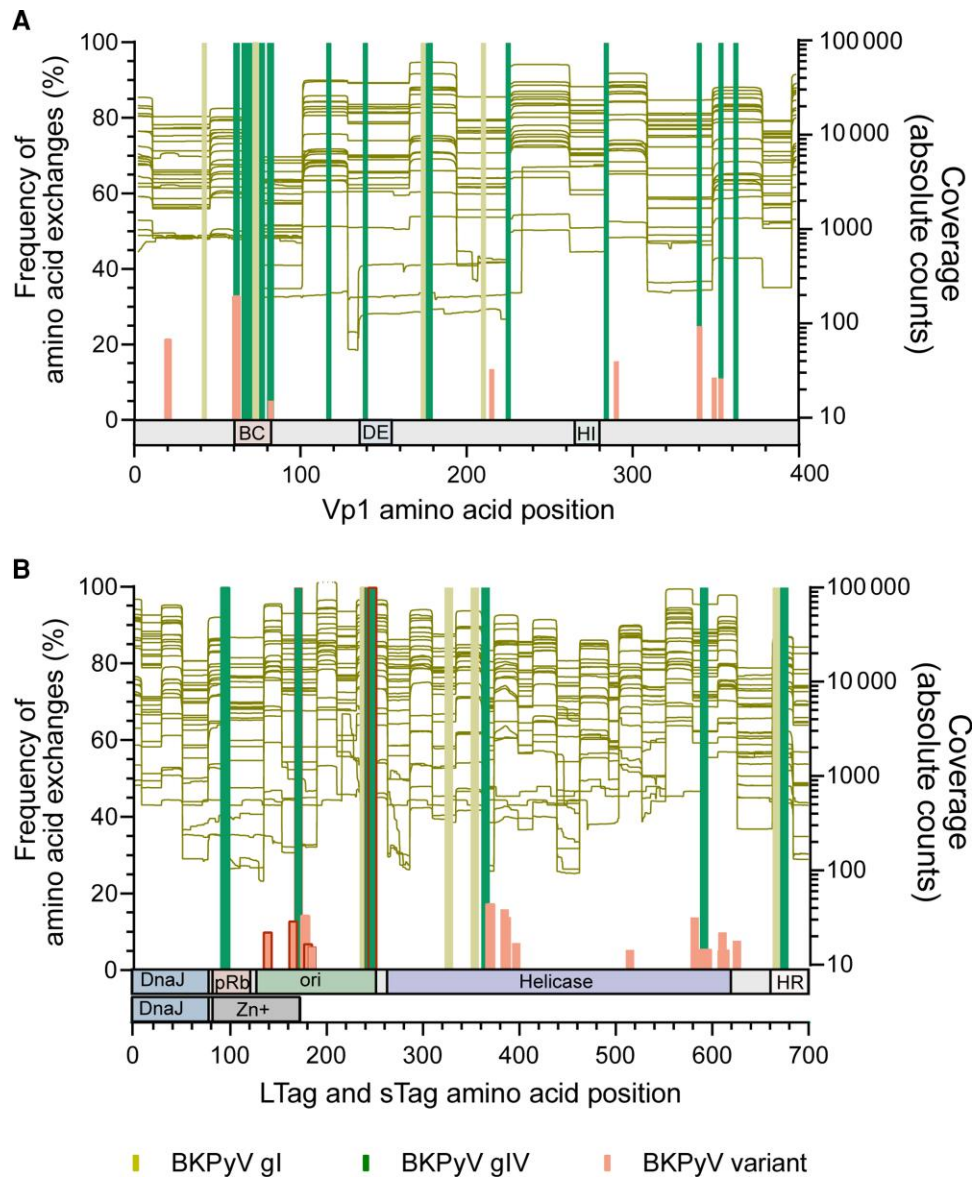 A
Frequency of
amino acid exchanges (%)
100
80
60
40
20
0
100 000
10 000
1000
100
10
Coverage
(absolute counts)
BC
DE
HI
0 100 200 300 400
Vp1 amino acid position
B
Frequency of
amino acid exchanges (%)
100
80
60
40
20
0
100 000
10 000
1000
100
10
Coverage
(absolute counts)
DnaJ pRb ori Helicase HR
DnaJ Zn+
0 100 200 300 400 500 600 700
LTag and sTag amino acid position
BKPyV gI BKPyV gIV BKPyV variant